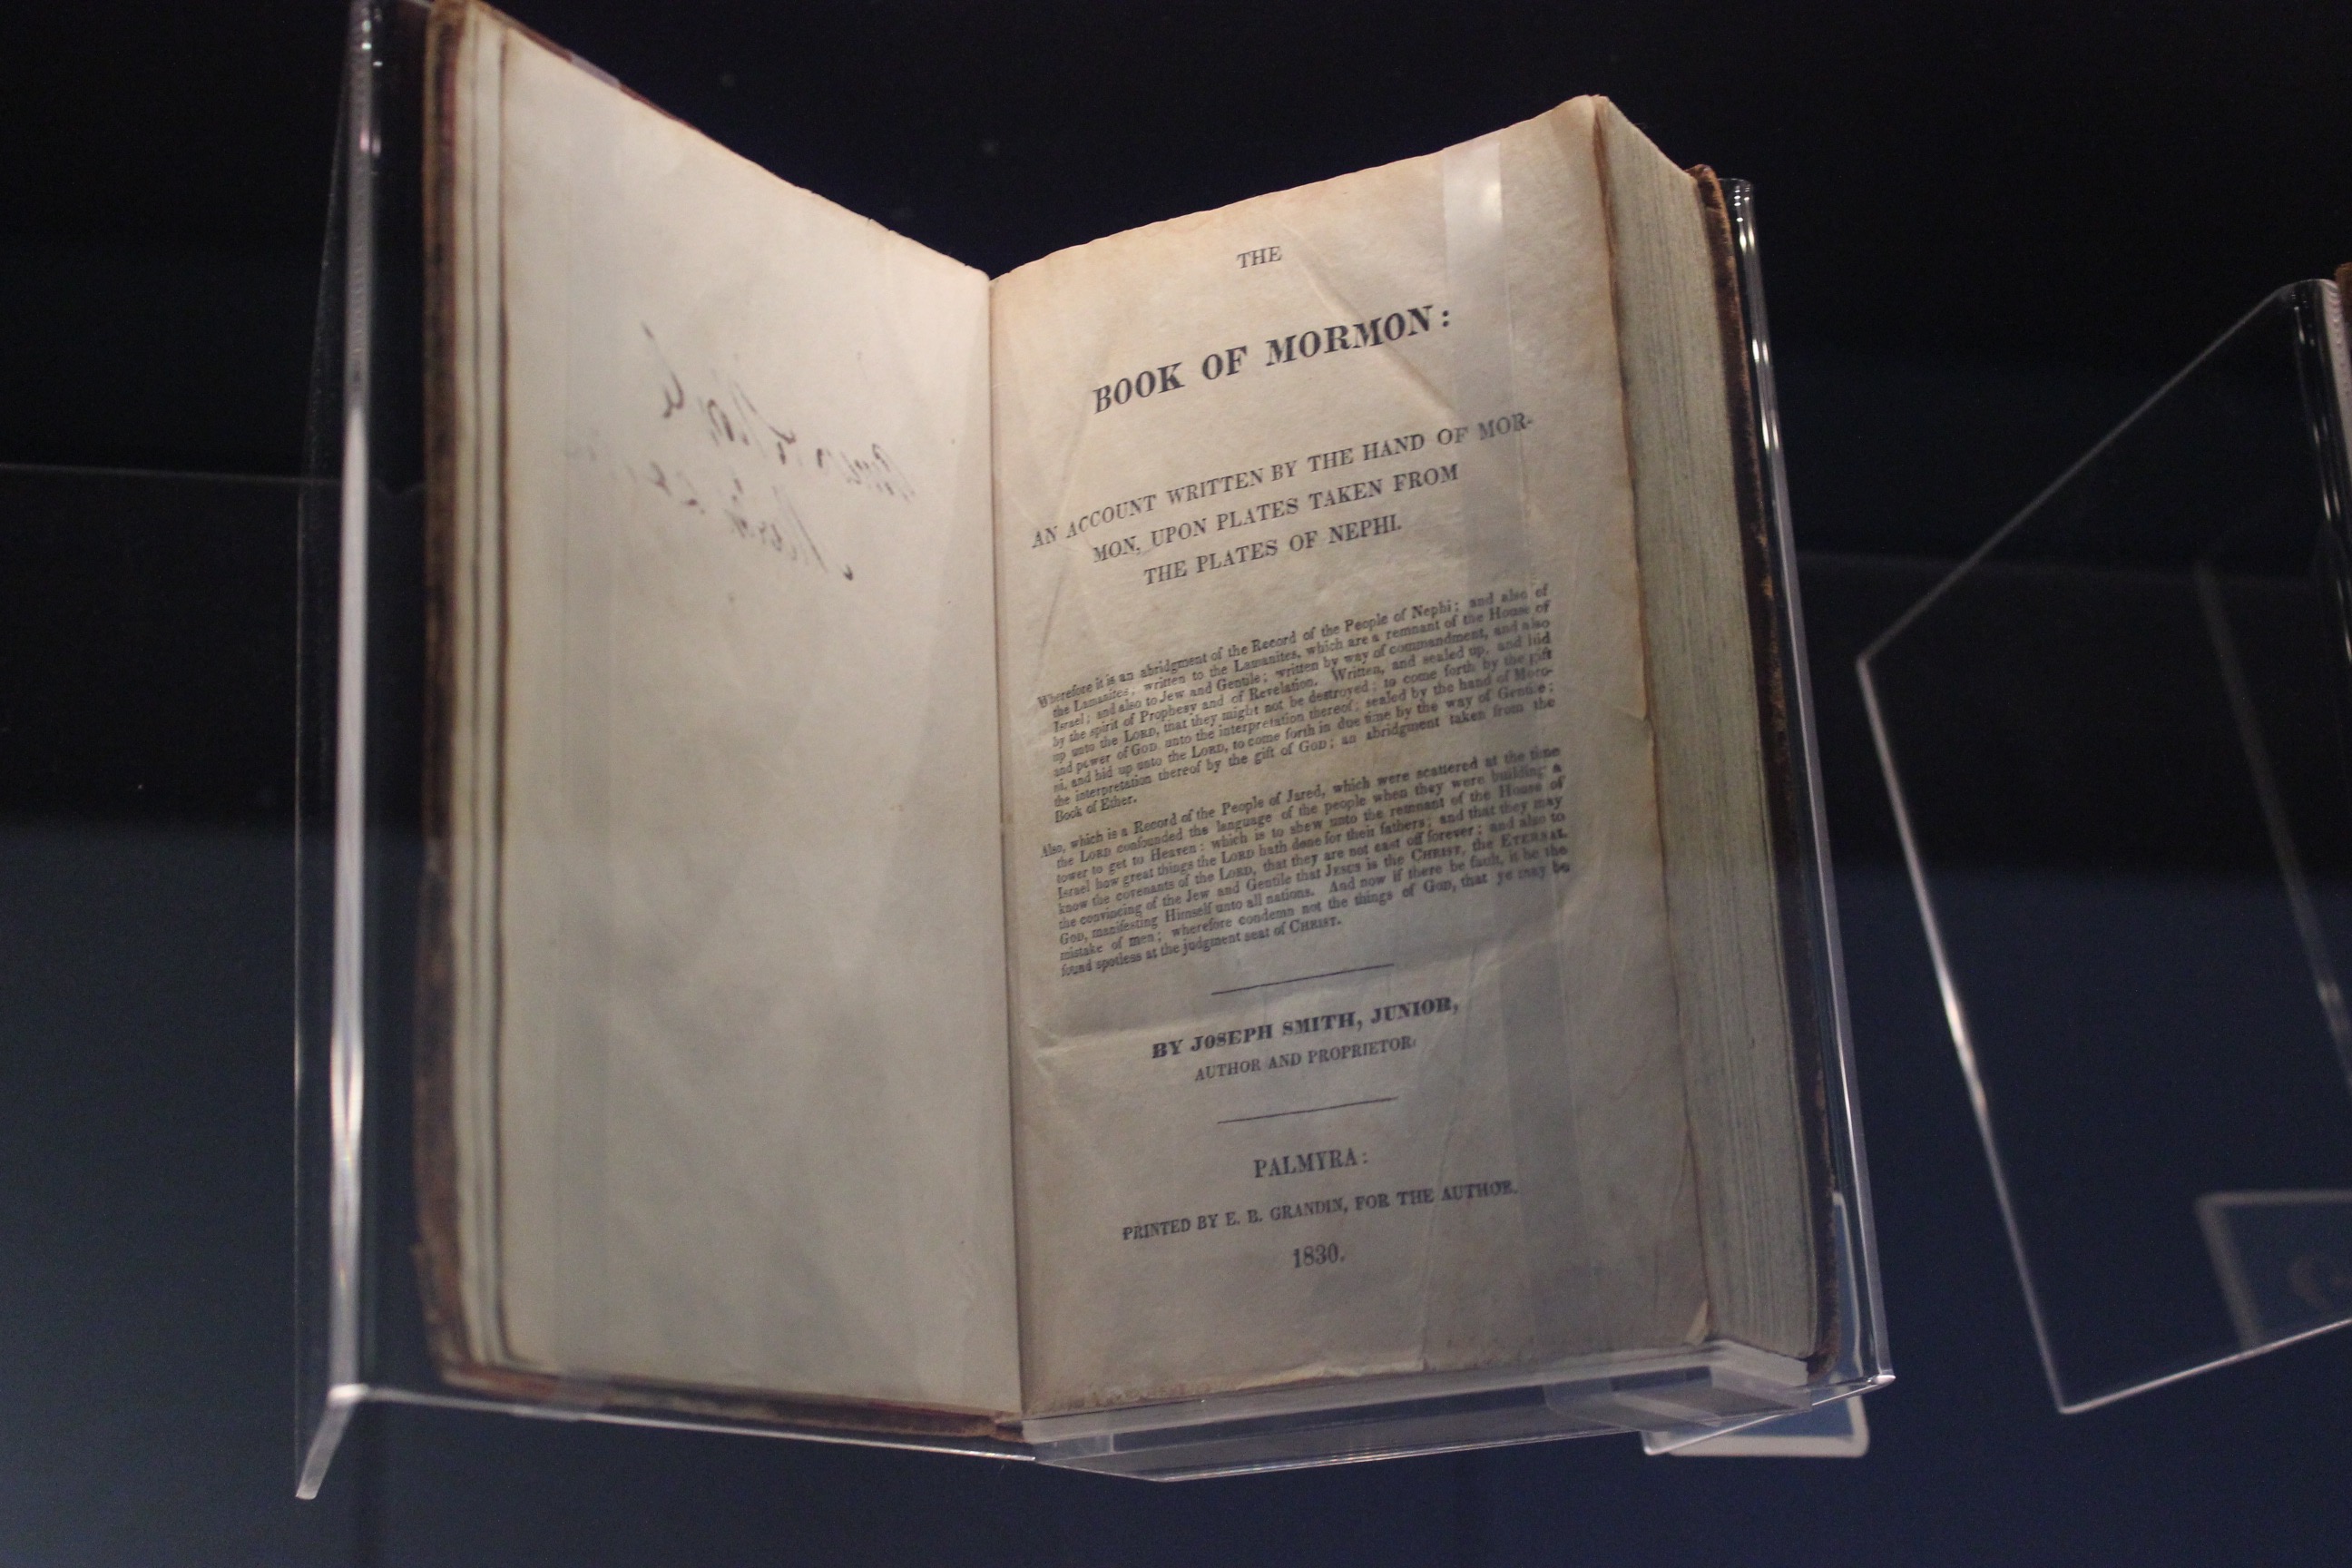 THE
BOOK OF MORMON:
AN ACCOUNT WRITTEN BY THE HAND OF MOR-
MON, UPON PLATES TAKEN FROM
THE PLATES OF NEPHI.
Wherefore it is an abridgment of the Record of the People of Nephi; and also of
the Lamanites; written to the Lamanites, which are a remnant of the House of
Israel; and also to Jew and Gentile; written by way of commandment, and also
by the spirit of Prophesy and of Revelation. Written, and sealed up, and hid
up unto the LORD, that they might not be destroyed; to come forth by the gift
and power of GOD, unto the interpretation thereof; sealed by the hand of Moro-
ni, and hid up unto the LORD, to come forth in due time by the way of Gentile;
the interpretation thereof by the gift of GOD; an abridgment taken from the
Book of Ether.
Also, which is a Record of the People of Jared, which were scattered at the time
the LORD confounded the language of the people when they were building a
tower to get to Heaven: which is to shew unto the remnant of the House of
Israel how great things the LORD hath done for their fathers; and that they may
know the covenants of the LORD, that they are not cast off forever; and also to
the convincing of the Jew and Gentile that JESUS is the CHRIST, the ETERNAL
GOD, manifesting Himself unto all nations. And now if there be fault, it be the
mistake of men; wherefore condemn not the things of GOD, that ye may be
found spotless at the judgment seat of CHRIST.
BY JOSEPH SMITH, JUNIOR,
AUTHOR AND PROPRIETOR.
PALMYRA:
PRINTED BY E. B. GRANDIN, FOR THE AUTHOR.
1830.